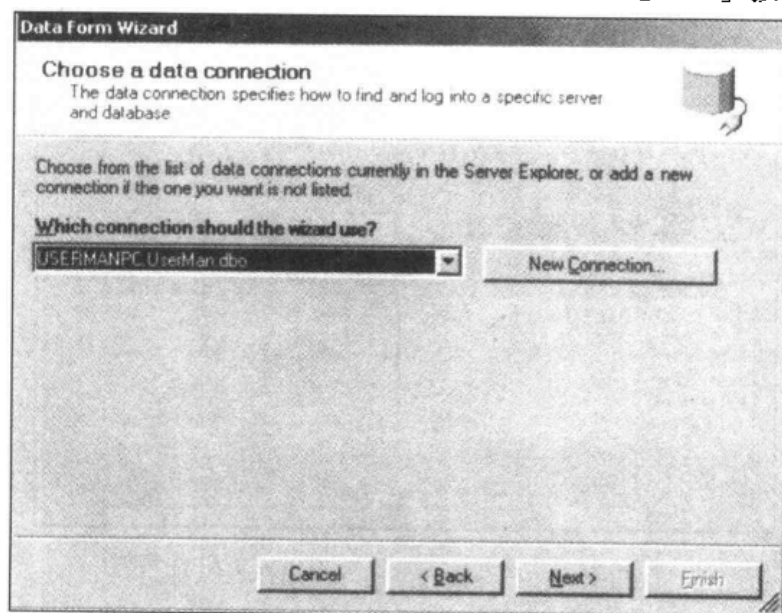 Data Form Wizard
Choose a data connection
The data connection specifies how to find and log into a specific server
and database
Choose from the list of data connections currently in the Server Explorer, or add a new
connection if the one you want is not listed.
Which connection should the wizard use?
USERMANPC.UserMan.dbo
New Connection...
Cancel
< Back
Next >
Finish